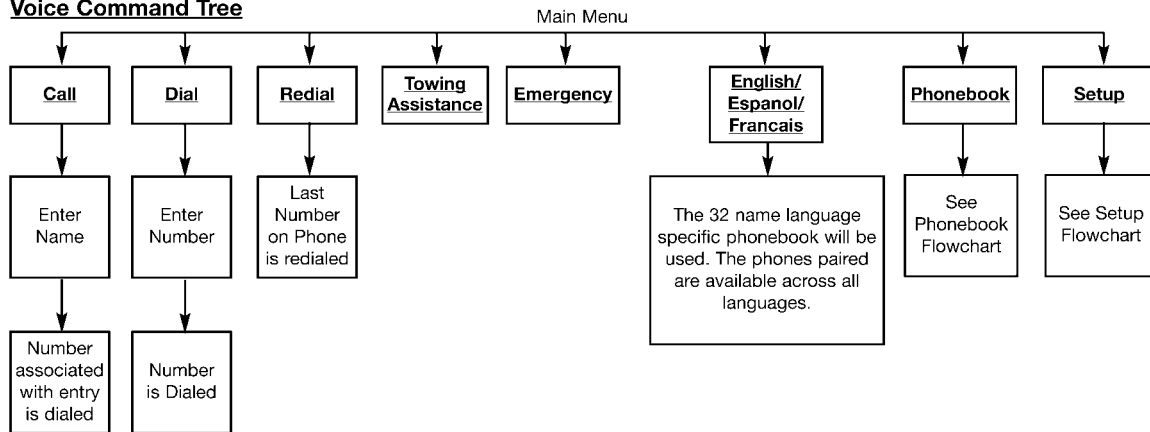 Voice Command Tree
Main Menu
Call
Dial
Redial
Towing
Assistance
Emergency
English/
Espanol/
Francais
Phonebook
Setup
Enter
Name
Enter
Number
Last
Number
on Phone
is redialed
The 32 name language
specific phonebook will be
used. The phones paired
are available across all
languages.
See
Phonebook
Flowchart
See Setup
Flowchart
Number
associated
with entry
is dialed
Number
is Dialed